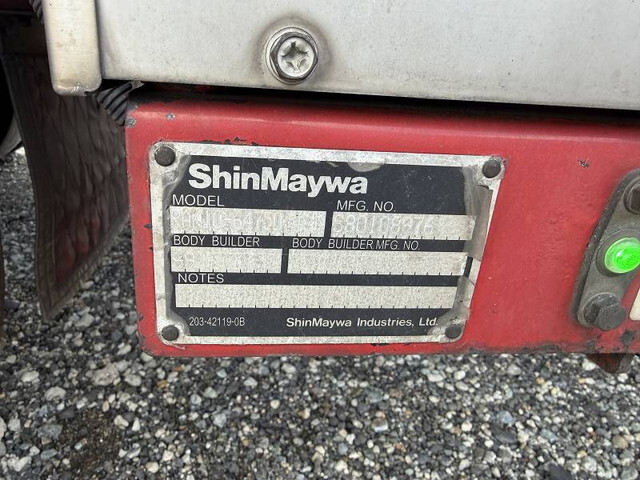 ShinMaywa
MODEL MFG. NO.
BODY BUILDER BODY BUILDER MFG. NO.
NOTES
203-42119-0B ShinMaywa Industries, Ltd.